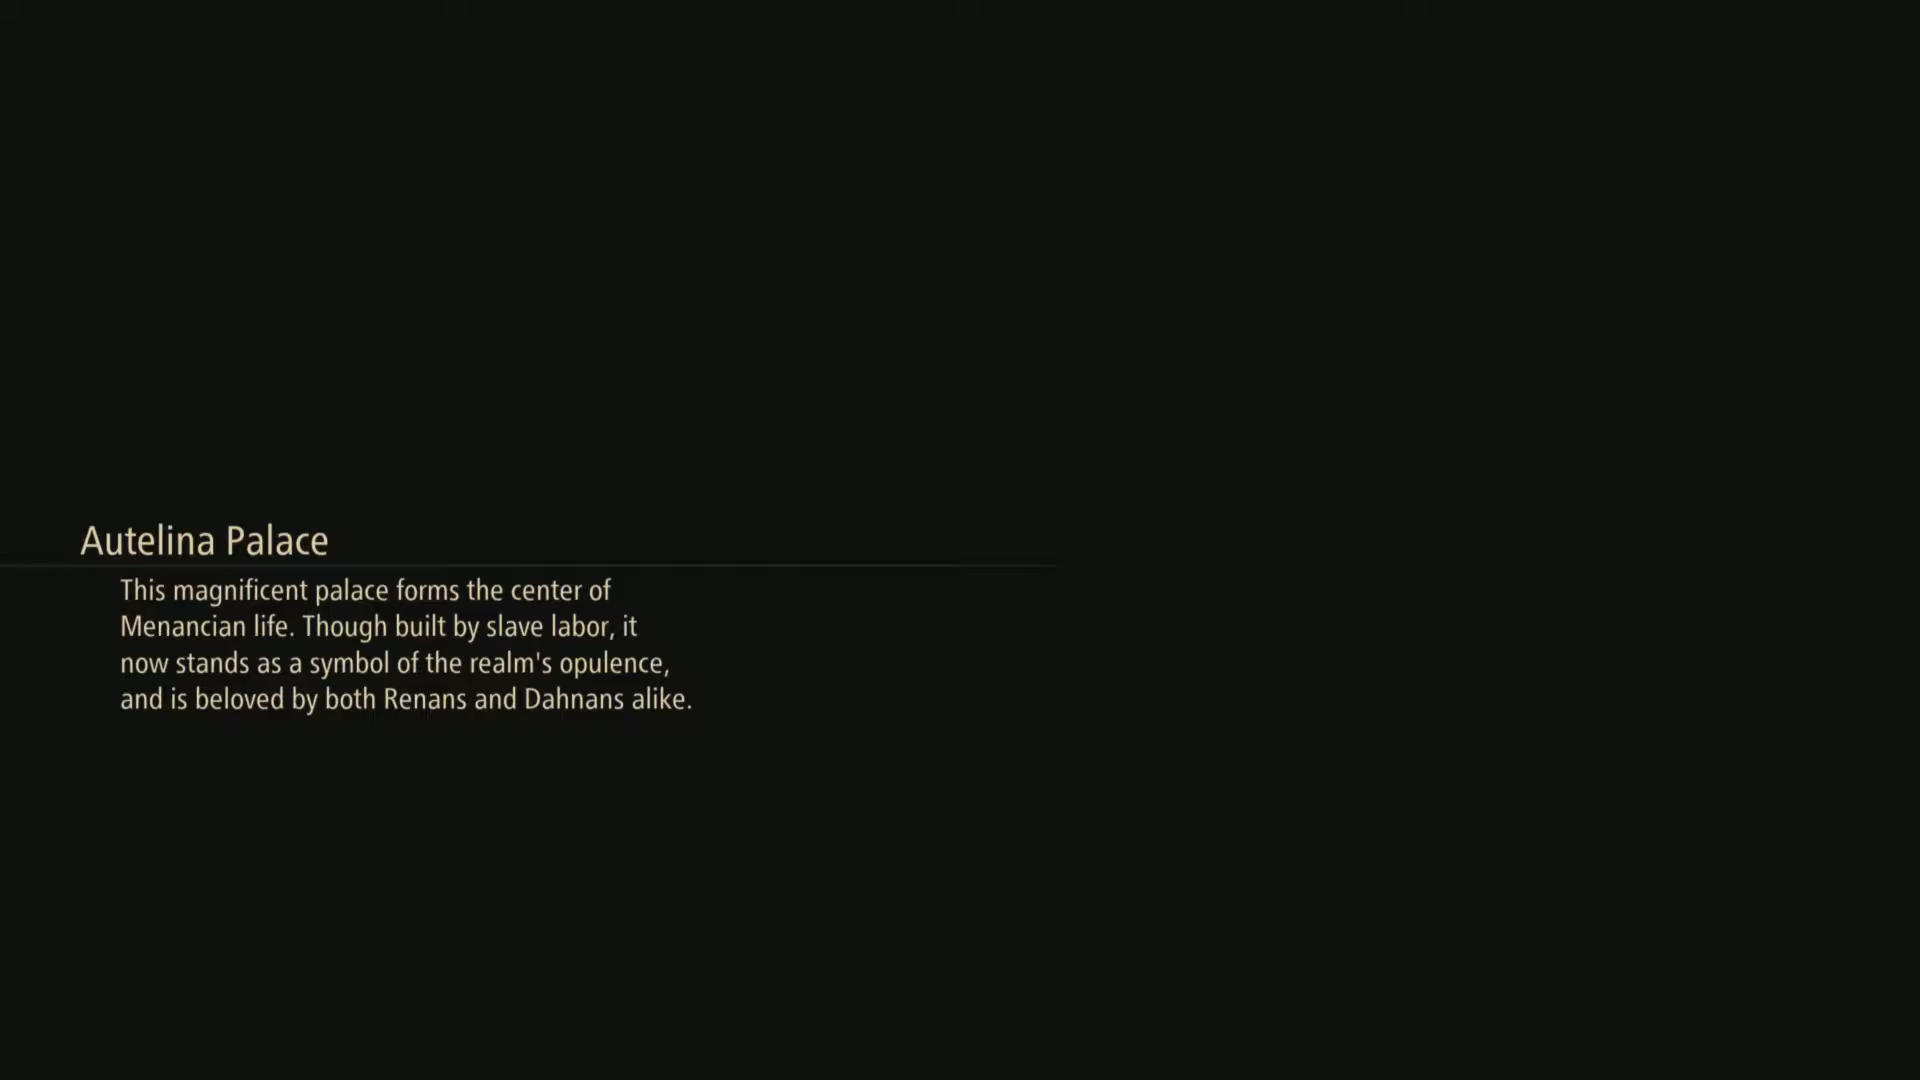 Autelina Palace
This magnificent palace forms the center of
Menancian life. Though built by slave labor, it
now stands as a symbol of the realm's opulence,
and is beloved by both Renans and Dahnans alike.